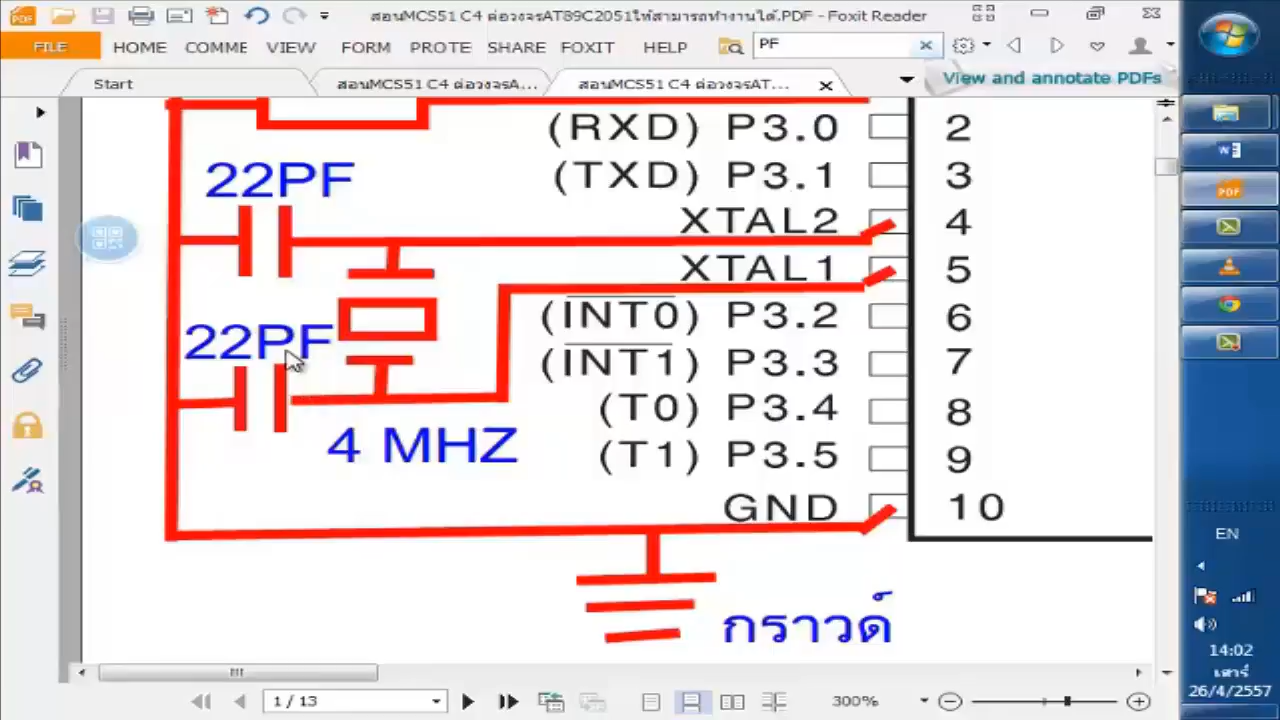 สอนMCS51 C4 ต่อวงจรAT89C2051ให้สามารถทำงานได้.PDF - Foxit Reader
FILE HOME COMME VIEW FORM PROTE SHARE FOXIT HELP PF
Start สอนMCS51 C4 ต่อวงจรA... สอนMCS51 C4 ต่อวงจรAT... View and annotate PDFs
(RXD) P3.0 2
22PF
(TXD) P3.1 3
XTAL2 4
XTAL1 5
(INT0) P3.2 6
22PF
(INT1) P3.3 7
(T0) P3.4 8
4 MHZ
(T1) P3.5 9
GND 10
กราวด์
1 / 13 300%
EN
14:02
เสาร์
26/4/2557